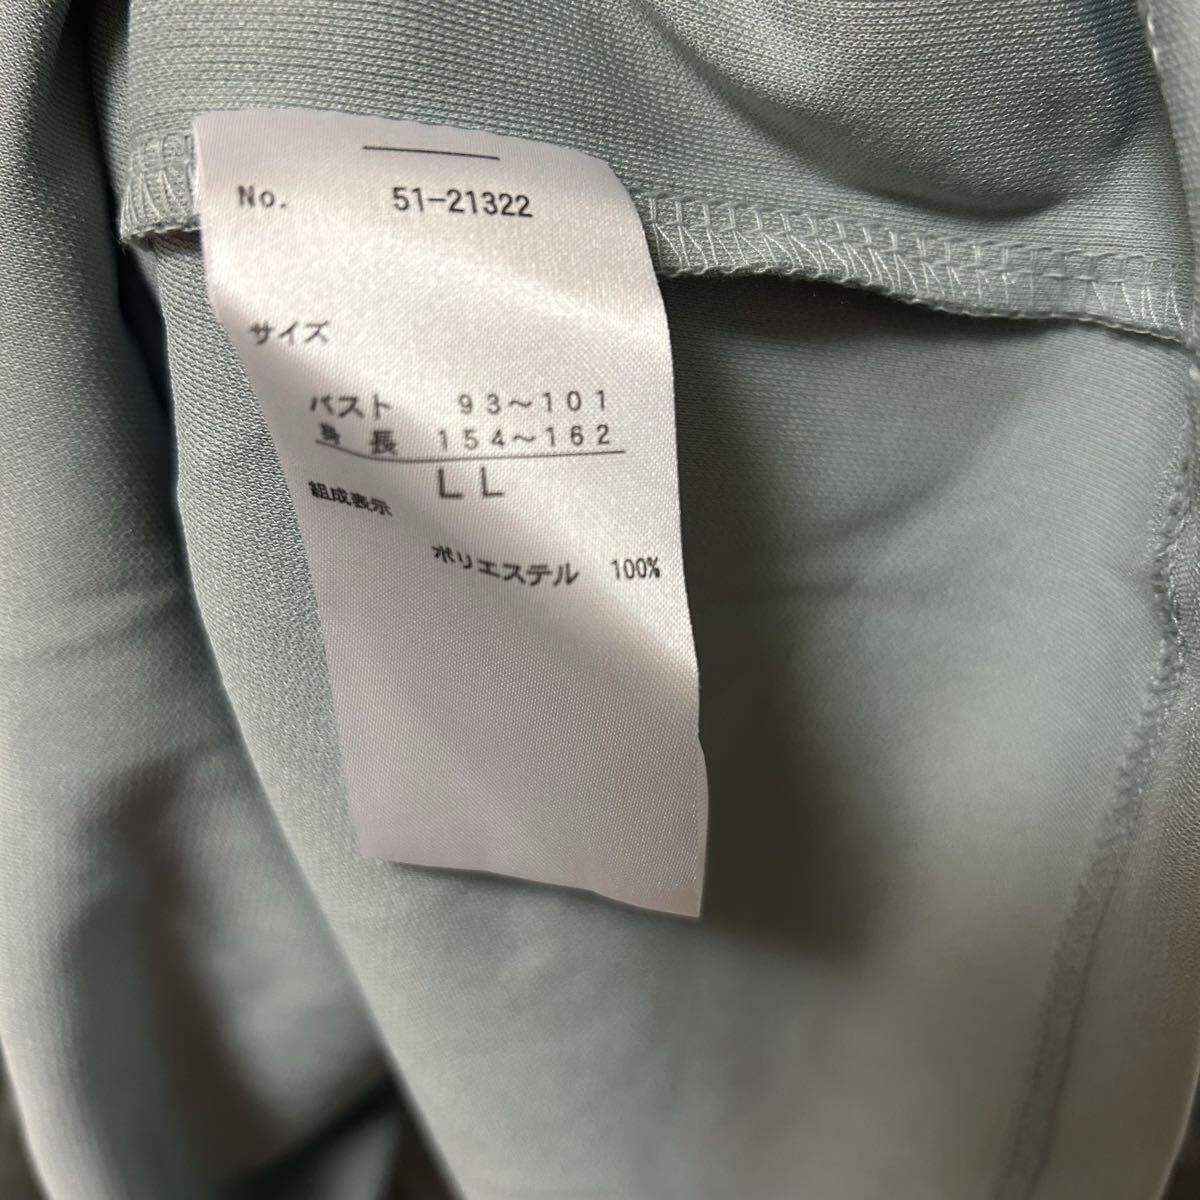 No. 51-21322
サイズ
バスト 93～101
身長 154～162
LL
組成表示
ポリエステル 100%